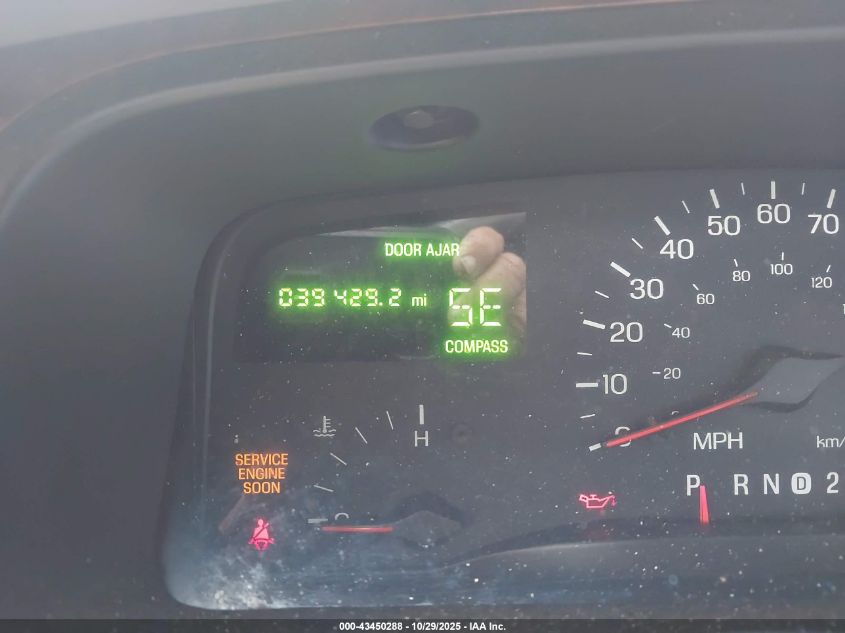 DOOR AJAR
039429.2 mi
SE
COMPASS
SERVICE
ENGINE
SOON
H
10
20
30
40
50
60
70
20
40
60
80
100
120
MPH
km/
P R N D 2
000-43450288 - 10/29/2025 - IAA Inc.